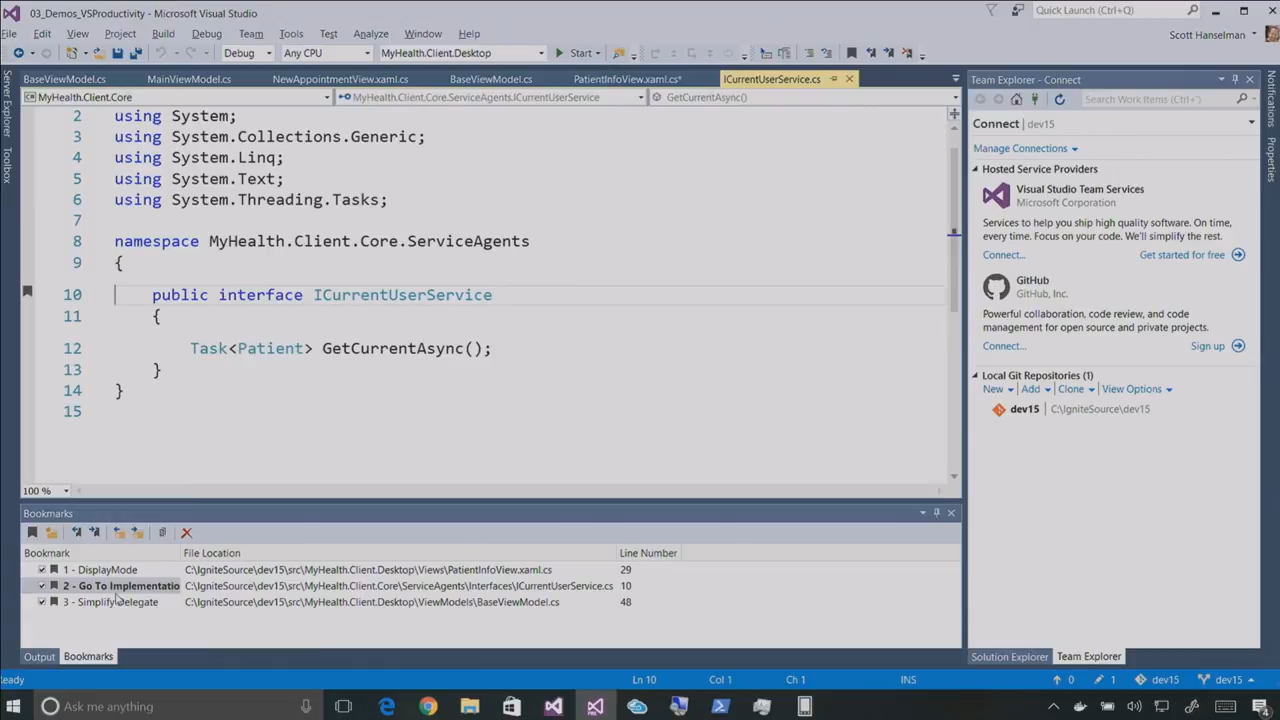 03_Demos_VSProductivity - Microsoft Visual Studio
Quick Launch (Ctrl+Q)
File Edit View Project Build Debug Team Tools Test Analyze Window Help
Scott Hanselman
Debug Any CPU MyHealth.Client.Desktop Start
Server Explorer
Toolbox
BaseViewModel.cs MainViewModel.cs NewAppointmentView.xaml.cs BaseViewModel.cs PatientInfoView.xaml.cs* ICurrentUserService.cs
MyHealth.Client.Core MyHealth.Client.Core.ServiceAgents.ICurrentUserService GetCurrentAsync()
2 using System;
3 using System.Collections.Generic;
4 using System.Linq;
5 using System.Text;
6 using System.Threading.Tasks;
7
8 namespace MyHealth.Client.Core.ServiceAgents
9 {
10 public interface ICurrentUserService
11 {
12 Task<Patient> GetCurrentAsync();
13 }
14 }
15
100 %
Bookmarks
Bookmark File Location Line Number
1 - DisplayMode C:\IgniteSource\dev15\src\MyHealth.Client.Desktop\Views\PatientInfoView.xaml.cs 29
2 - Go To Implementatio C:\IgniteSource\dev15\src\MyHealth.Client.Core\ServiceAgents\Interfaces\ICurrentUserService.cs 10
3 - SimplifyDelegate C:\IgniteSource\dev15\src\MyHealth.Client.Desktop\ViewModels\BaseViewModel.cs 48
Output Bookmarks
Team Explorer - Connect
Search Work Items (Ctrl+')
Connect | dev15
Manage Connections
Hosted Service Providers
Visual Studio Team Services
Microsoft Corporation
Services to help you ship high quality software. On time,
every time. Focus on your code. We'll simplify the rest.
Connect... Get started for free
GitHub
GitHub, Inc.
Powerful collaboration, code review, and code
management for open source and private projects.
Connect... Sign up
Local Git Repositories (1)
New | Add | Clone | View Options
dev15 | C:\IgniteSource\dev15
Solution Explorer Team Explorer
Notifications
Properties
eady Ln 10 Col 1 Ch 1 INS 0 1 dev15 dev15
Ask me anything
4